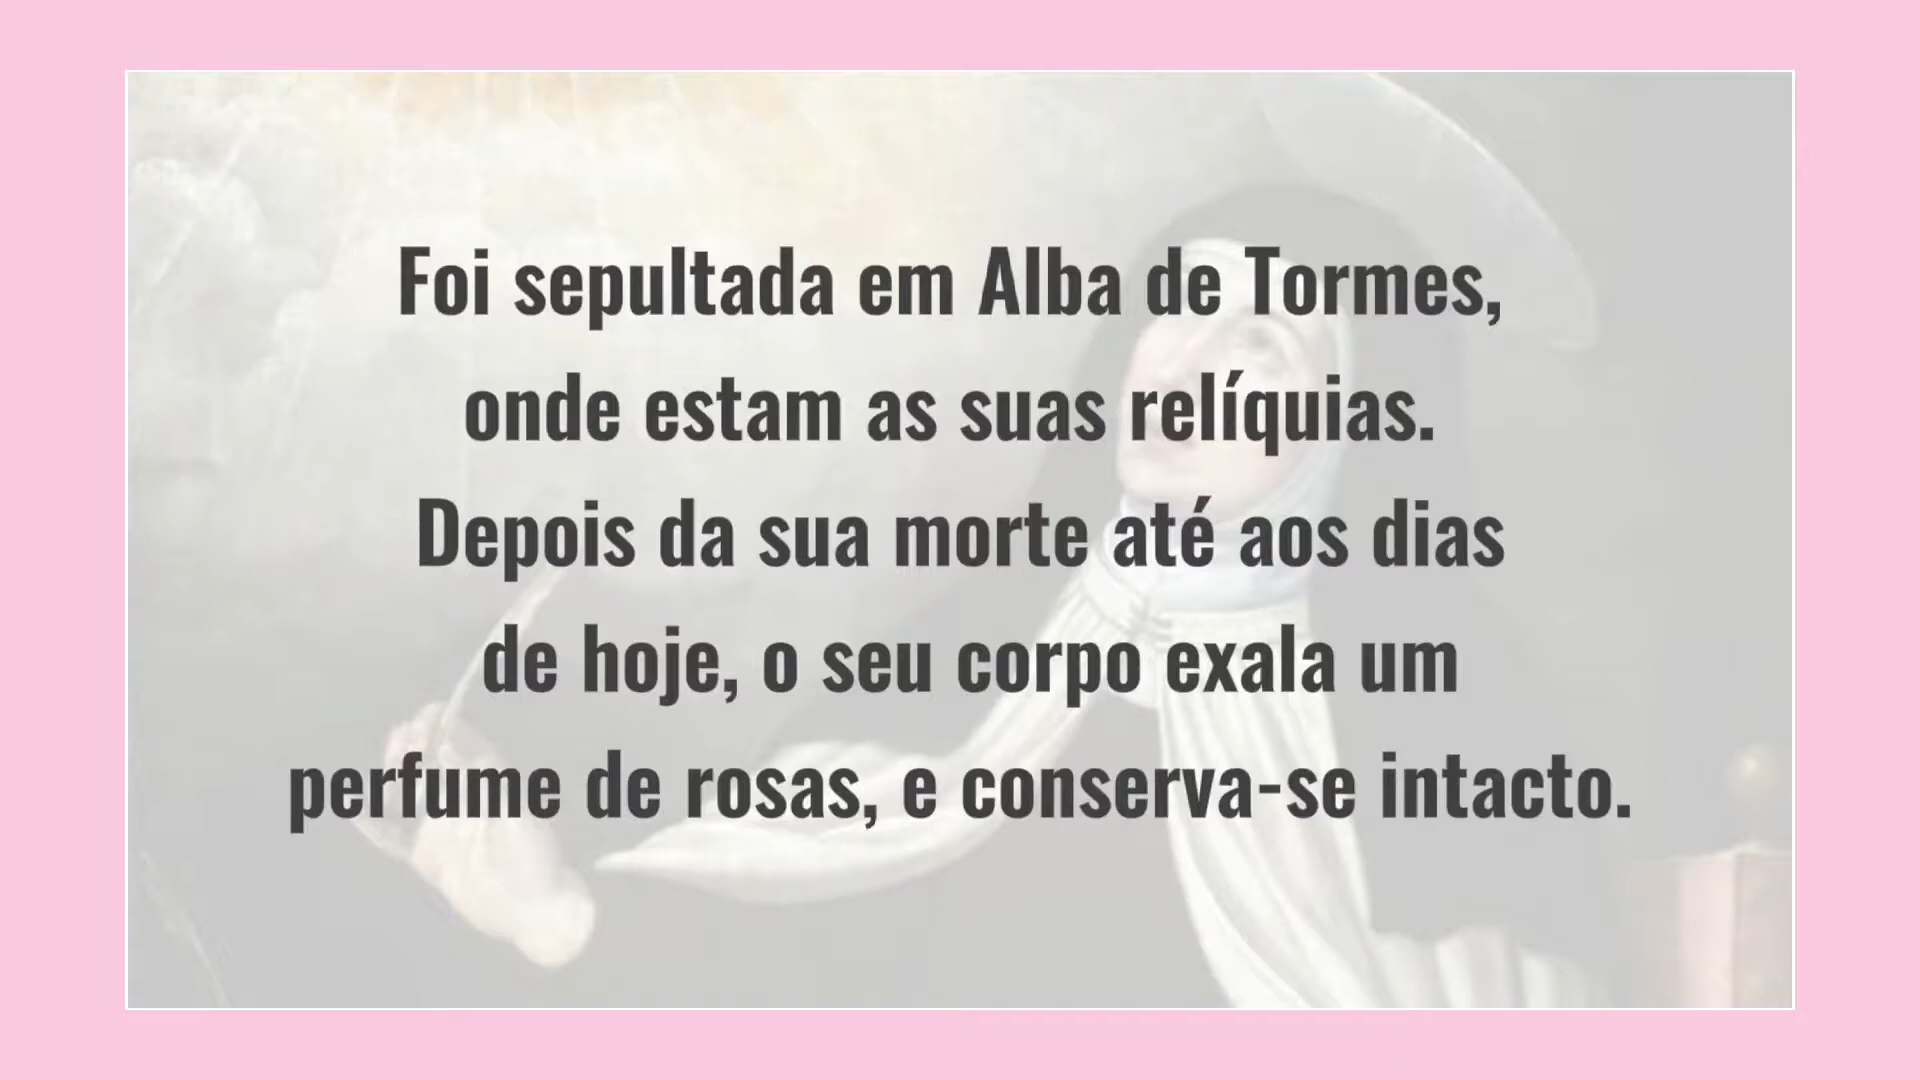 Foi sepultada em Alba de Tormes,
onde estam as suas relíquias.
Depois da sua morte até aos dias
de hoje, o seu corpo exala um
perfume de rosas, e conserva-se intacto.